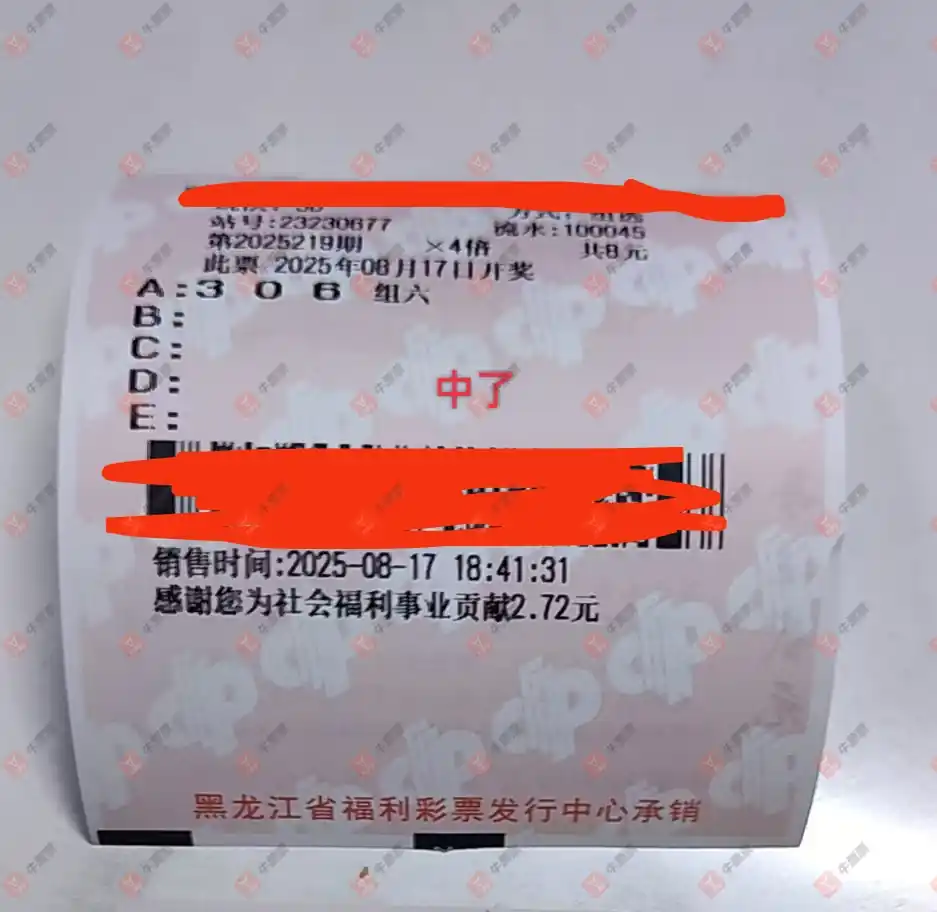 站号:23230677 流水:100045
第2025219期 ×4倍 共8元
此票 2025年08月17日开奖
A:3 0 6 组六
B:
C:
D:
中了
E:
销售时间:2025-08-17 18:41:31
感谢您为社会福利事业贡献2.72元
黑龙江省福利彩票发行中心承销